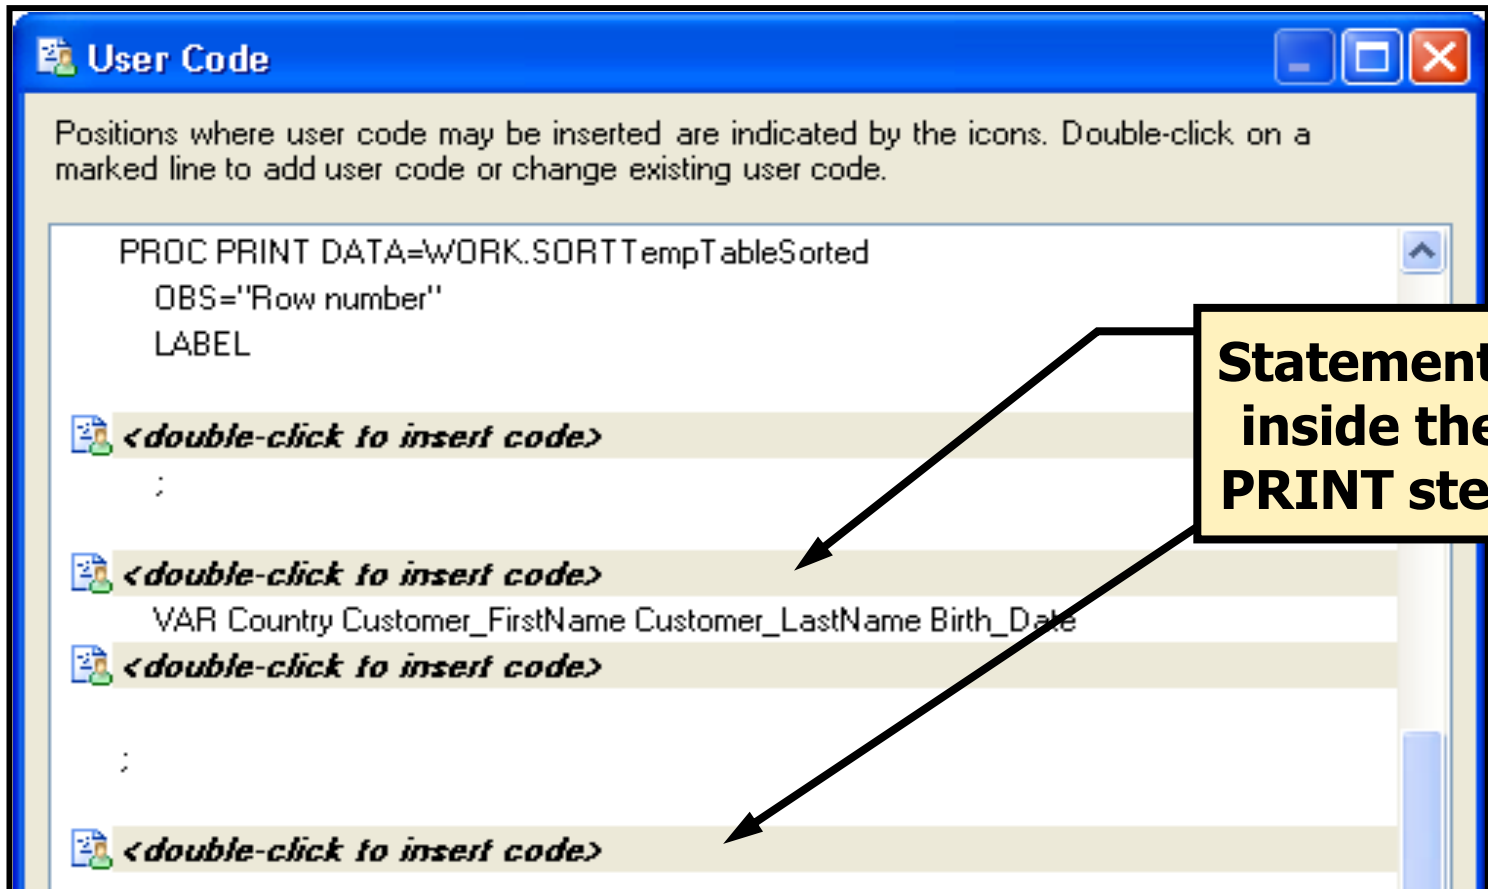 User Code
Positions where user code may be inserted are indicated by the icons. Double-click on a
marked line to add user code or change existing user code.
PROC PRINT DATA=WORK.SORTTempTableSorted
OBS="Row number"
LABEL
<double-click to insert code>
;
<double-click to insert code>
VAR Country Customer_FirstName Customer_LastName Birth_Date
<double-click to insert code>
;
<double-click to insert code>
Statement
inside the
PRINT ste